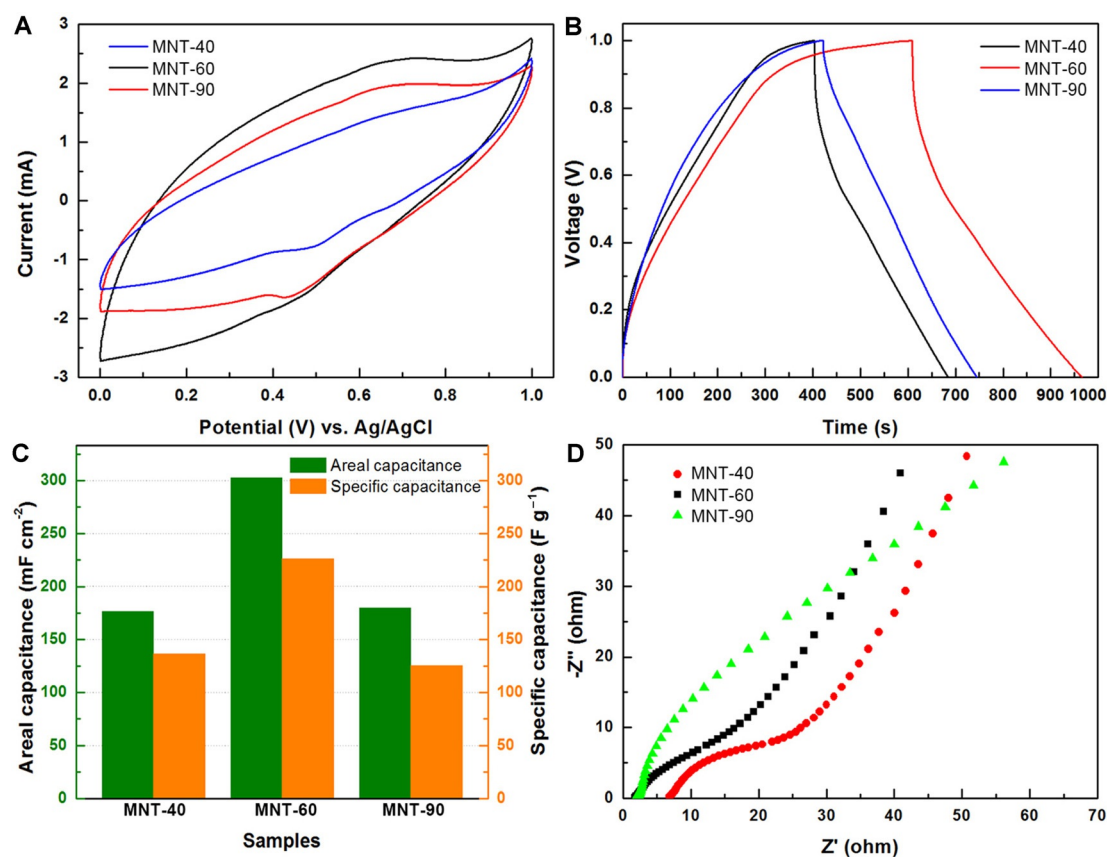 A
MNT-40
MNT-60
MNT-90
3
2
1
0
-1
-2
-3
Current (mA)
0.0 0.2 0.4 0.6 0.8 1.0
Potential (V) vs. Ag/AgCl
B
MNT-40
MNT-60
MNT-90
1.0
0.8
0.6
0.4
0.2
0.0
Voltage (V)
0 100 200 300 400 500 600 700 800 900 1000
Time (s)
C
Areal capacitance
Specific capacitance
300
250
200
150
100
50
0
Areal capacitance (mF cm⁻²)
300
250
200
150
100
50
0
Specific capacitance (F g⁻¹)
MNT-40 MNT-60 MNT-90
Samples
D
MNT-40
MNT-60
MNT-90
50
40
30
20
10
0
-Z'' (ohm)
0 10 20 30 40 50 60 70
Z' (ohm)